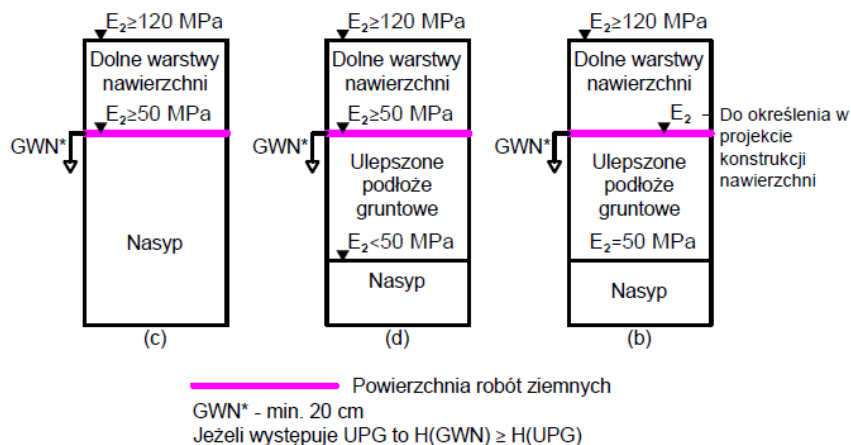 E₂≥120 MPa
Dolne warstwy
nawierzchni
E₂≥50 MPa
GWN*
Nasyp
(c)
E₂≥120 MPa
Dolne warstwy
nawierzchni
E₂≥50 MPa
GWN*
Ulepszone
podłoże
gruntowe
E₂<50 MPa
Nasyp
(d)
E₂≥120 MPa
Dolne warstwy
nawierzchni
E₂ - Do określenia w
projekcie
konstrukcji
nawierzchni
GWN*
Ulepszone
podłoże
gruntowe
E₂=50 MPa
Nasyp
(b)
Powierzchnia robót ziemnych
GWN* - min. 20 cm
Jeżeli występuje UPG to H(GWN) ≥ H(UPG)